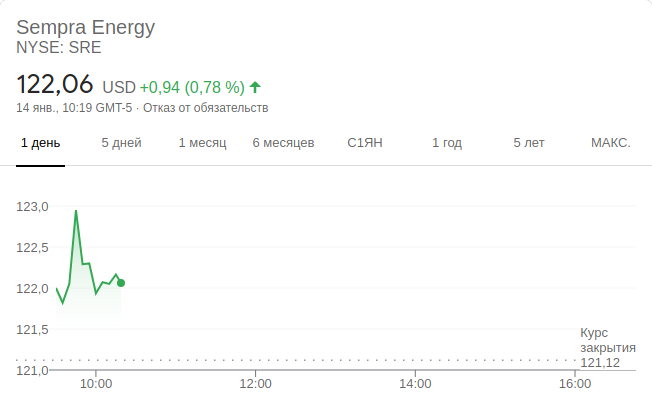 Sempra Energy
NYSE: SRE
122,06 USD +0,94 (0,78 %)
14 янв., 10:19 GMT-5 · Отказ от обязательств
1 день 5 дней 1 месяц 6 месяцев С1ЯН 1 год 5 лет МАКС.
123,0
122,5
122,0
121,5
121,0
Курс
закрытия
121,12
10:00 12:00 14:00 16:00